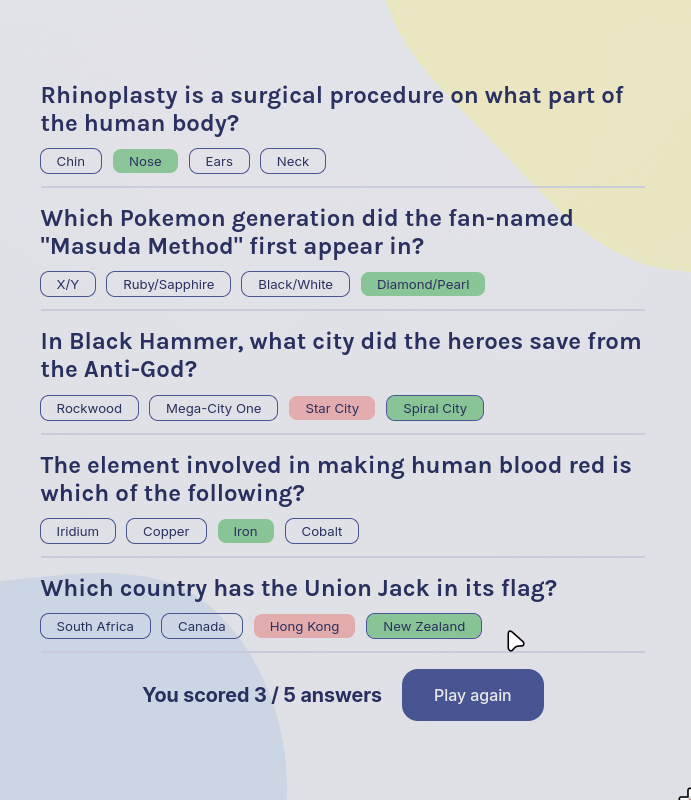 Rhinoplasty is a surgical procedure on what part of
the human body?
Chin Nose Ears Neck
Which Pokemon generation did the fan-named
"Masuda Method" first appear in?
X/Y Ruby/Sapphire Black/White Diamond/Pearl
In Black Hammer, what city did the heroes save from
the Anti-God?
Rockwood Mega-City One Star City Spiral City
The element involved in making human blood red is
which of the following?
Iridium Copper Iron Cobalt
Which country has the Union Jack in its flag?
South Africa Canada Hong Kong New Zealand
You scored 3 / 5 answers Play again